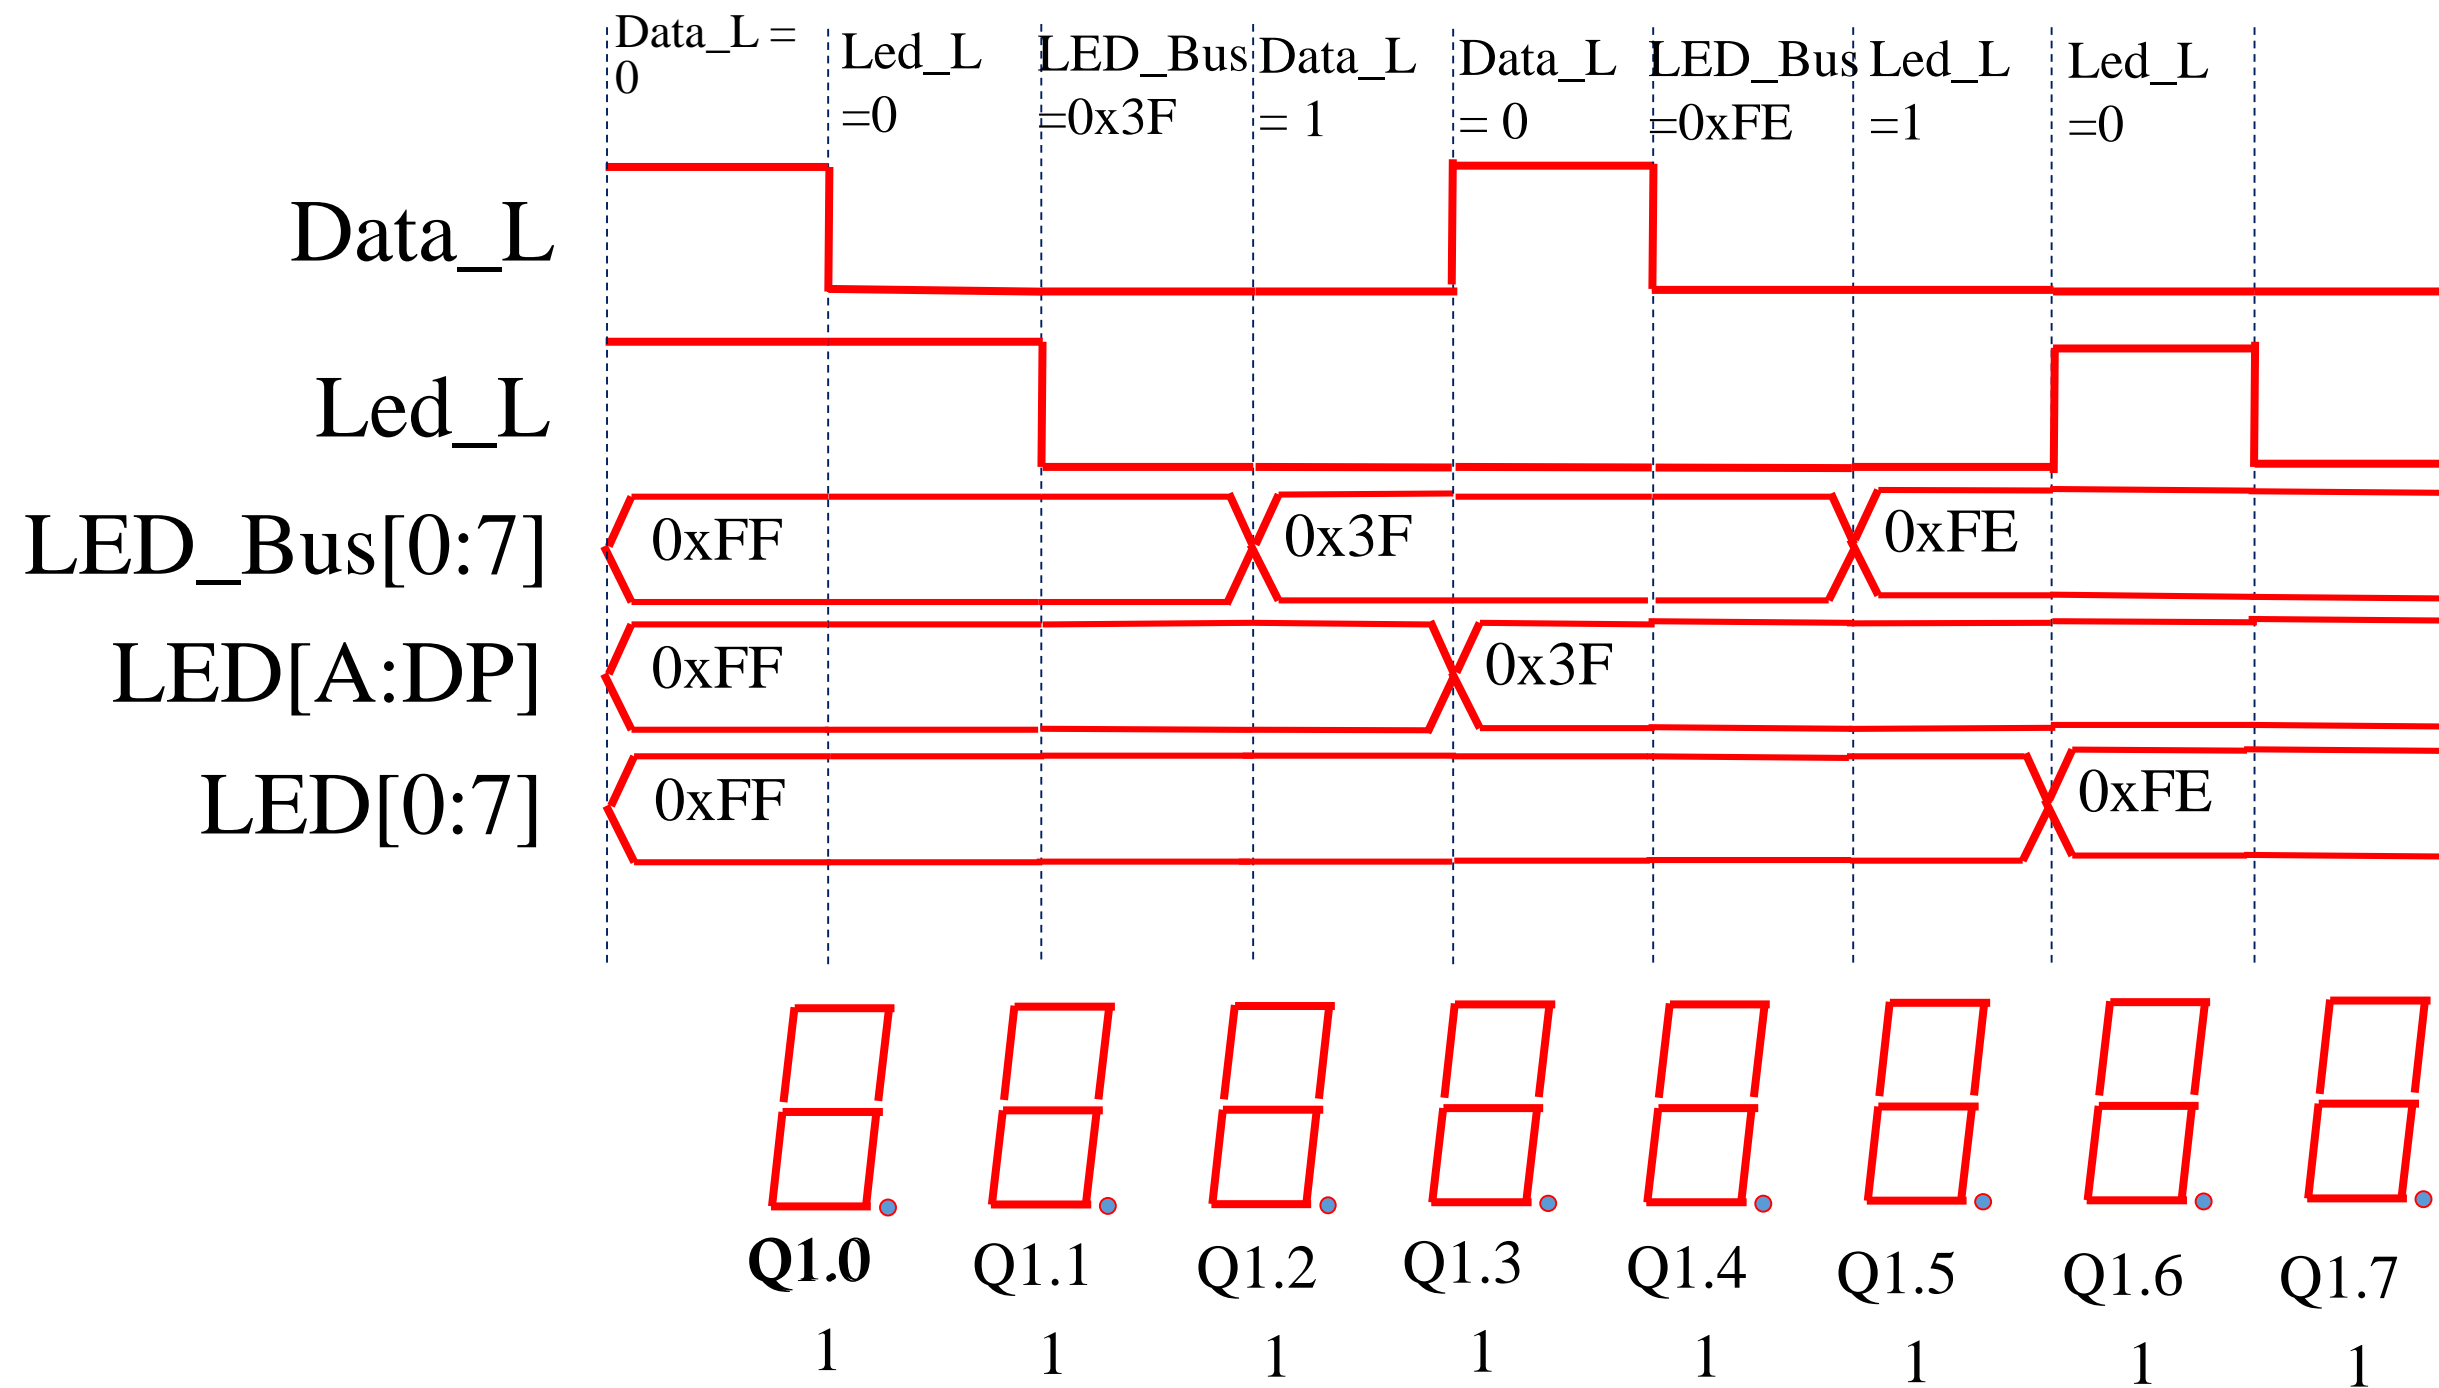 Data_L =
0
Led_L
=0
LED_Bus
=0x3F
Data_L
= 1
Data_L
= 0
LED_Bus
=0xFE
Led_L
=1
Led_L
=0
Data_L
Led_L
LED_Bus[0:7]
0xFF
0x3F
0xFE
LED[A:DP]
0xFF
0x3F
LED[0:7]
0xFF
0xFE
Q1.0
Q1.1
Q1.2
Q1.3
Q1.4
Q1.5
Q1.6
Q1.7
1
1
1
1
1
1
1
1